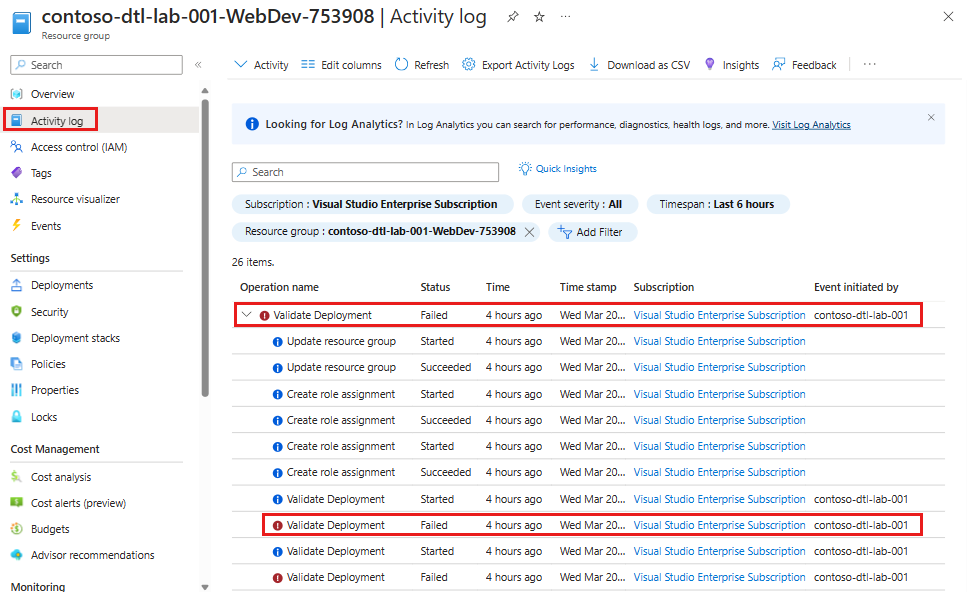 contoso-dtl-lab-001-WebDev-753908 | Activity log
Resource group
Search
Overview
Activity log
Access control (IAM)
Tags
Resource visualizer
Events
Settings
Deployments
Security
Deployment stacks
Policies
Properties
Locks
Cost Management
Cost analysis
Cost alerts (preview)
Budgets
Advisor recommendations
Monitoring
Activity Edit columns Refresh Export Activity Logs Download as CSV Insights Feedback
Looking for Log Analytics? In Log Analytics you can search for performance, diagnostics, health logs, and more. Visit Log Analytics
Search Quick Insights
Subscription : Visual Studio Enterprise Subscription Event severity : All Timespan : Last 6 hours
Resource group : contoso-dtl-lab-001-WebDev-753908 Add Filter
26 items.
Operation name Status Time Time stamp Subscription Event initiated by
Validate Deployment Failed 4 hours ago Wed Mar 20... Visual Studio Enterprise Subscription contoso-dtl-lab-001
Update resource group Started 4 hours ago Wed Mar 20... Visual Studio Enterprise Subscription
Update resource group Succeeded 4 hours ago Wed Mar 20... Visual Studio Enterprise Subscription
Create role assignment Started 4 hours ago Wed Mar 20... Visual Studio Enterprise Subscription
Create role assignment Succeeded 4 hours ago Wed Mar 20... Visual Studio Enterprise Subscription
Create role assignment Started 4 hours ago Wed Mar 20... Visual Studio Enterprise Subscription
Create role assignment Succeeded 4 hours ago Wed Mar 20... Visual Studio Enterprise Subscription
Validate Deployment Started 4 hours ago Wed Mar 20... Visual Studio Enterprise Subscription contoso-dtl-lab-001
Validate Deployment Failed 4 hours ago Wed Mar 20... Visual Studio Enterprise Subscription contoso-dtl-lab-001
Validate Deployment Started 4 hours ago Wed Mar 20... Visual Studio Enterprise Subscription contoso-dtl-lab-001
Validate Deployment Failed 4 hours ago Wed Mar 20... Visual Studio Enterprise Subscription contoso-dtl-lab-001